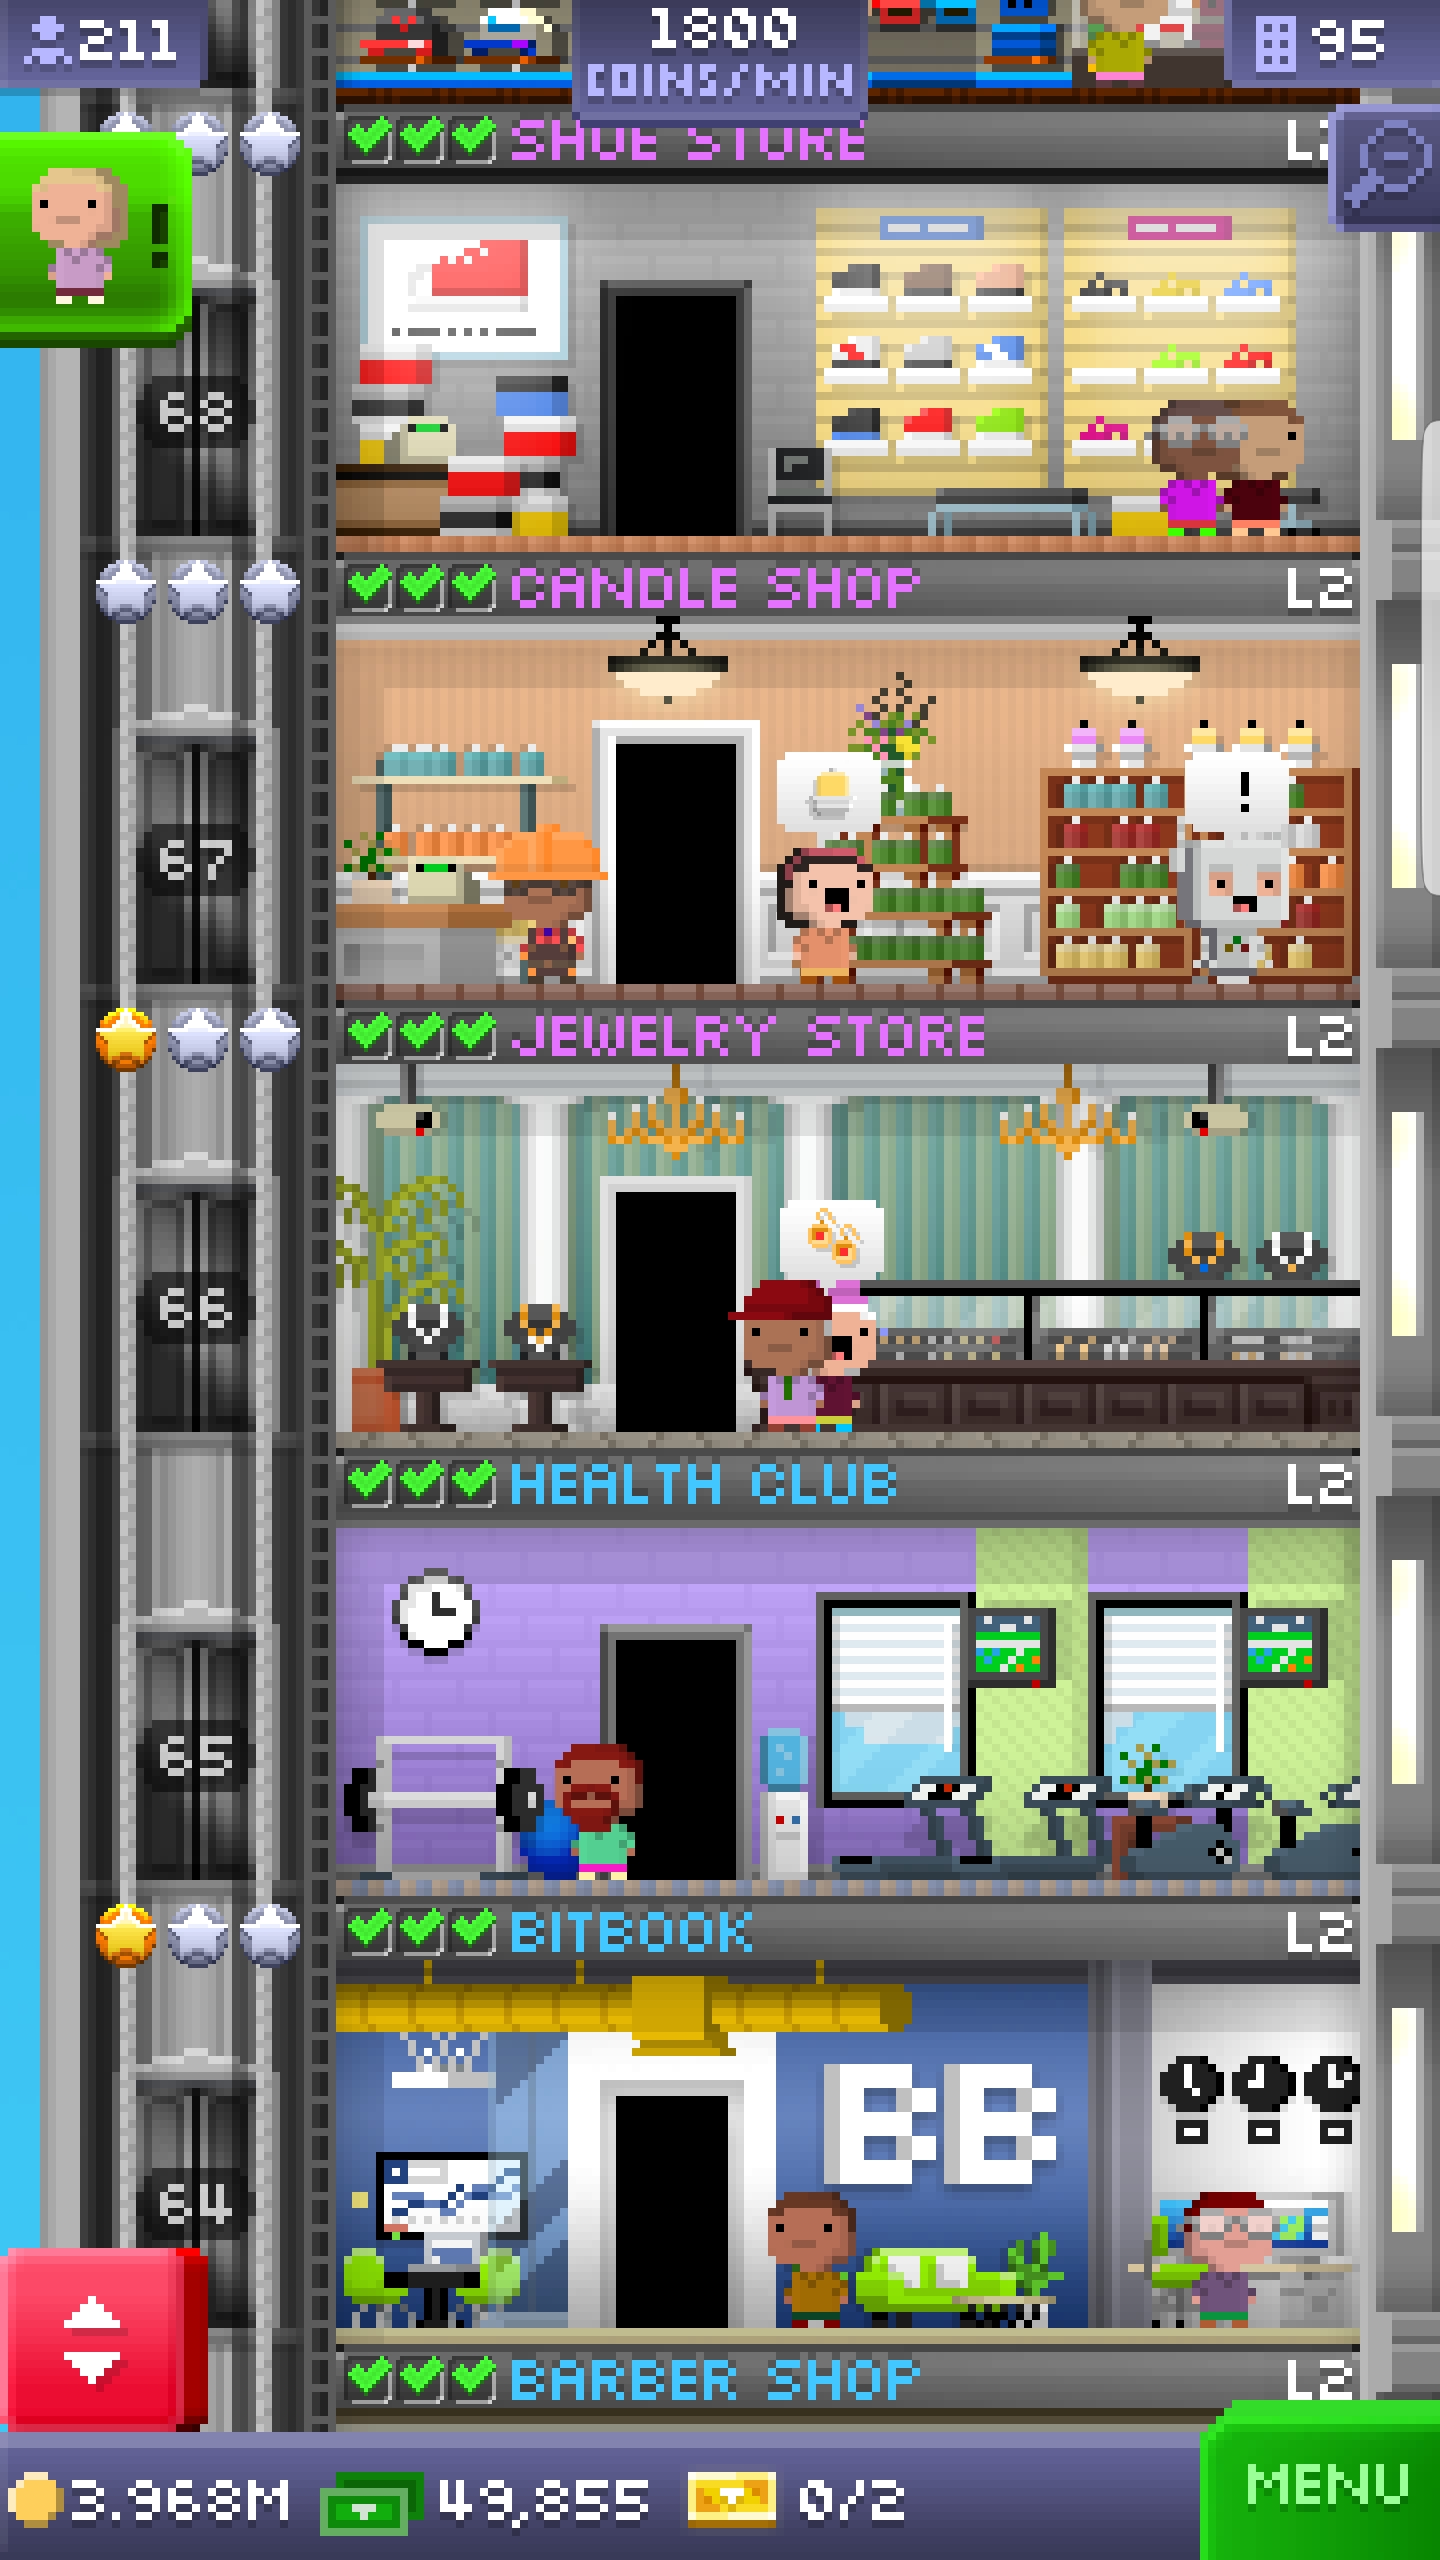 211
1800
95
COINS/MIN
SHOE STORE
L2
!
68
CANDLE SHOP
L2
!
67
JEWELRY STORE
L2
66
HEALTH CLUB
L2
65
BITBOOK
L2
BB
64
BARBER SHOP
L2
3.968M 49,855 0/2
MENU